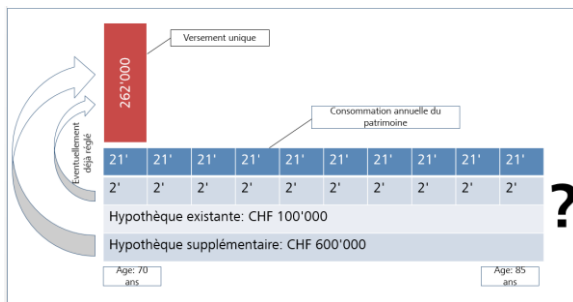 Versement unique
262'000
Eventuellement
déjà réglé
Consommation annuelle du
patrimoine
21' 21' 21' 21' 21' 21' 21' 21' 21' 21'
2' 2' 2' 2' 2' 2' 2' 2' 2' 2'
?
Hypothèque existante: CHF 100'000
Hypothèque supplémentaire: CHF 600'000
Age: 70
ans
Age: 85
ans